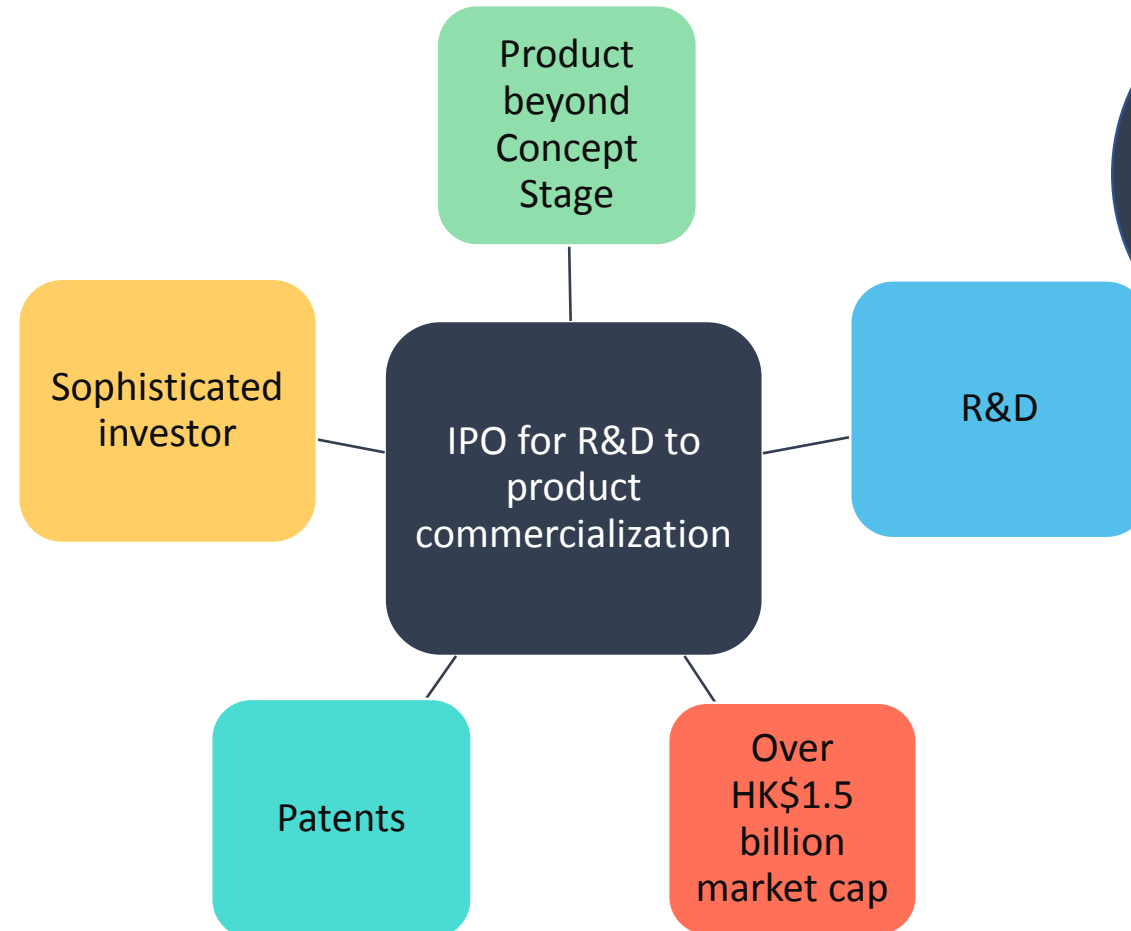 Product
beyond
Concept
Stage
Sophisticated
investor
IPO for R&D to
product
commercialization
R&D
Patents
Over
HK$1.5
billion
market cap